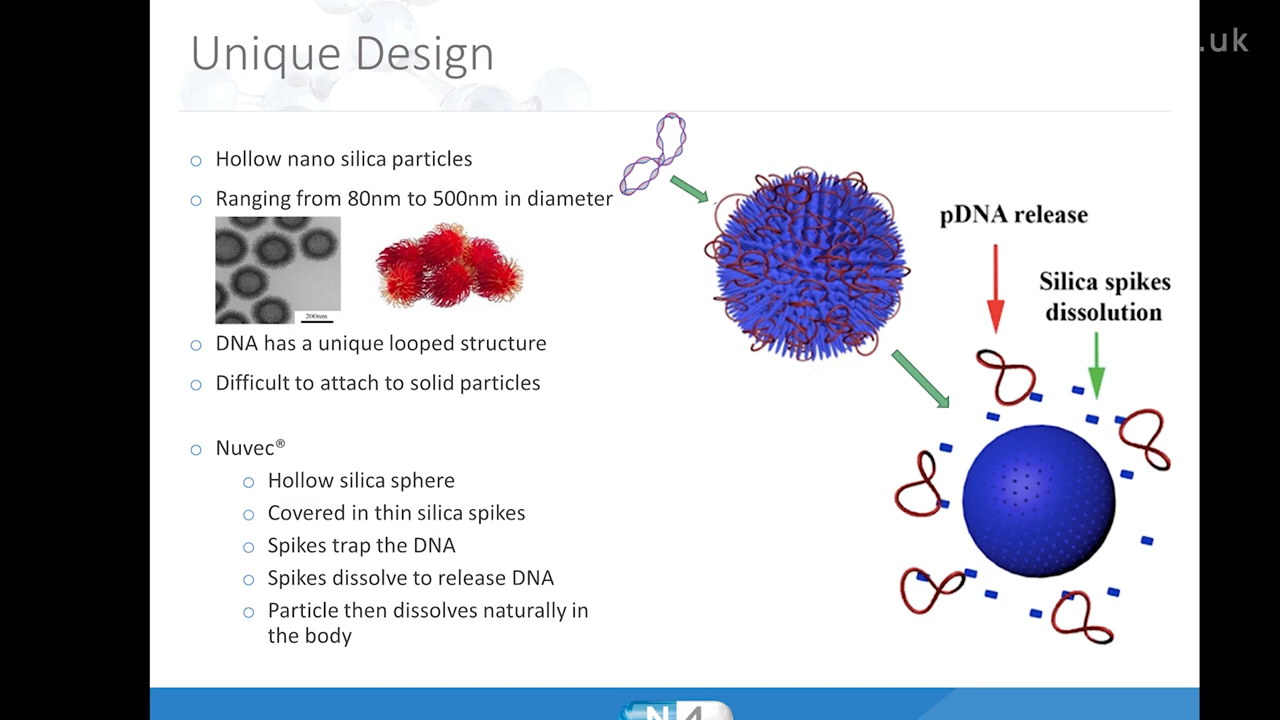 Unique Design
.uk
Hollow nano silica particles
Ranging from 80nm to 500nm in diameter
200nm
DNA has a unique looped structure
Difficult to attach to solid particles
Nuvec®
Hollow silica sphere
Covered in thin silica spikes
Spikes trap the DNA
Spikes dissolve to release DNA
Particle then dissolves naturally in
the body
pDNA release
Silica spikes
dissolution
N4